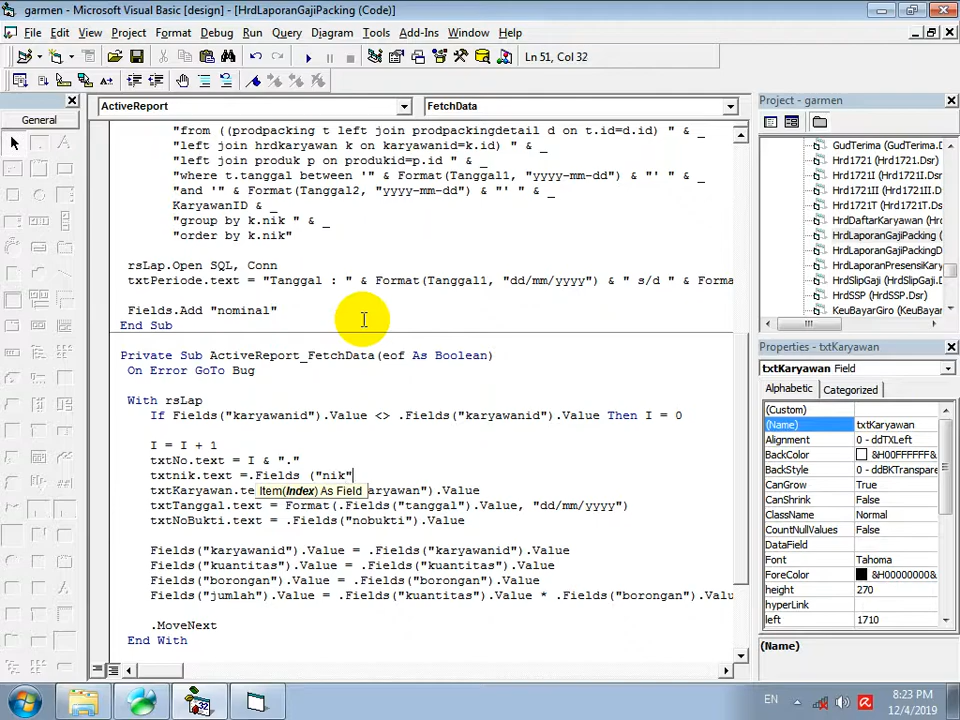 garmen - Microsoft Visual Basic [design] - [HrdLaporanGajiPacking (Code)]
File Edit View Project Format Debug Run Query Diagram Tools Add-Ins Window Help
Ln 51, Col 32
General
ActiveReport
FetchData
"from ((prodpacking t left join prodpackingdetail d on t.id=d.id) " & _
"left join hrdkaryawan k on karyawanid=k.id) " & _
"left join produk p on produkid=p.id " & _
"where t.tanggal between '" & Format(Tanggal1, "yyyy-mm-dd") & "' " & _
"and '" & Format(Tanggal2, "yyyy-mm-dd") & "' " & _
KaryawanID & _
"group by k.nik " & _
"order by k.nik"
rsLap.Open SQL, Conn
txtPeriode.text = "Tanggal : " & Format(Tanggal1, "dd/mm/yyyy") & " s/d " & Forma
Fields.Add "nominal"
End Sub
Private Sub ActiveReport_FetchData(eof As Boolean)
On Error GoTo Bug
With rsLap
If Fields("karyawanid").Value <> .Fields("karyawanid").Value Then I = 0
I = I + 1
txtNo.text = I & "."
txtnik.text =.Fields ("nik"
txtKaryawan.te
Item(Index) As Field
aryawan").Value
txtTanggal.text = Format(.Fields("tanggal").Value, "dd/mm/yyyy")
txtNoBukti.text = .Fields("nobukti").Value
Fields("karyawanid").Value = .Fields("karyawanid").Value
Fields("kuantitas").Value = .Fields("kuantitas").Value
Fields("borongan").Value = .Fields("borongan").Value
Fields("jumlah").Value = .Fields("kuantitas").Value * .Fields("borongan").Valu
.MoveNext
End With
Project - garmen
GudTerima (GudTerima.D
Hrd1721 (Hrd1721.Dsr)
Hrd1721I (Hrd1721I.Dsr)
Hrd1721II (Hrd1721II.Dsr
Hrd1721T (Hrd1721T.Dsr
HrdDaftarKaryawan (Hrd
HrdLaporanGajiPacking (
HrdLaporanGajiPackingD
HrdLaporanPresensiKary
HrdSlipGaji (HrdSlipGaji.D
HrdSSP (HrdSSP.Dsr)
KeuBayarGiro (KeuBayar
Properties - txtKaryawan
txtKaryawan Field
Alphabetic Categorized
(Custom)
(Name) txtKaryawan
Alignment 0 - ddTXLeft
BackColor &H00FFFFFF&
BackStyle 0 - ddBKTranspare
CanGrow True
CanShrink False
ClassName Normal
CountNullValues False
DataField
Font Tahoma
ForeColor &H00000000&
height 270
hyperLink
left 1710
(Name)
EN
8:23 PM
12/4/2019